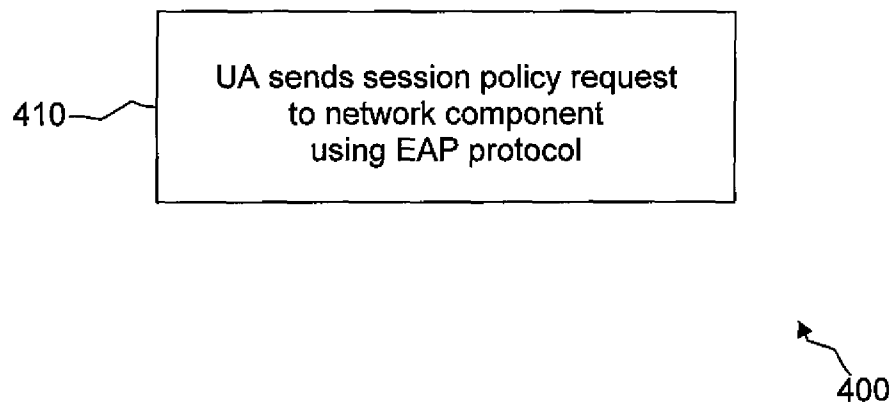 UA sends session policy request
to network component
using EAP protocol
410
400